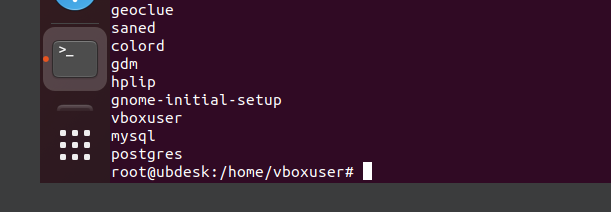 geoclue
saned
colord
gdm
hplip
gnome-initial-setup
vboxuser
mysql
postgres
root@ubdesk:/home/vboxuser#
>_